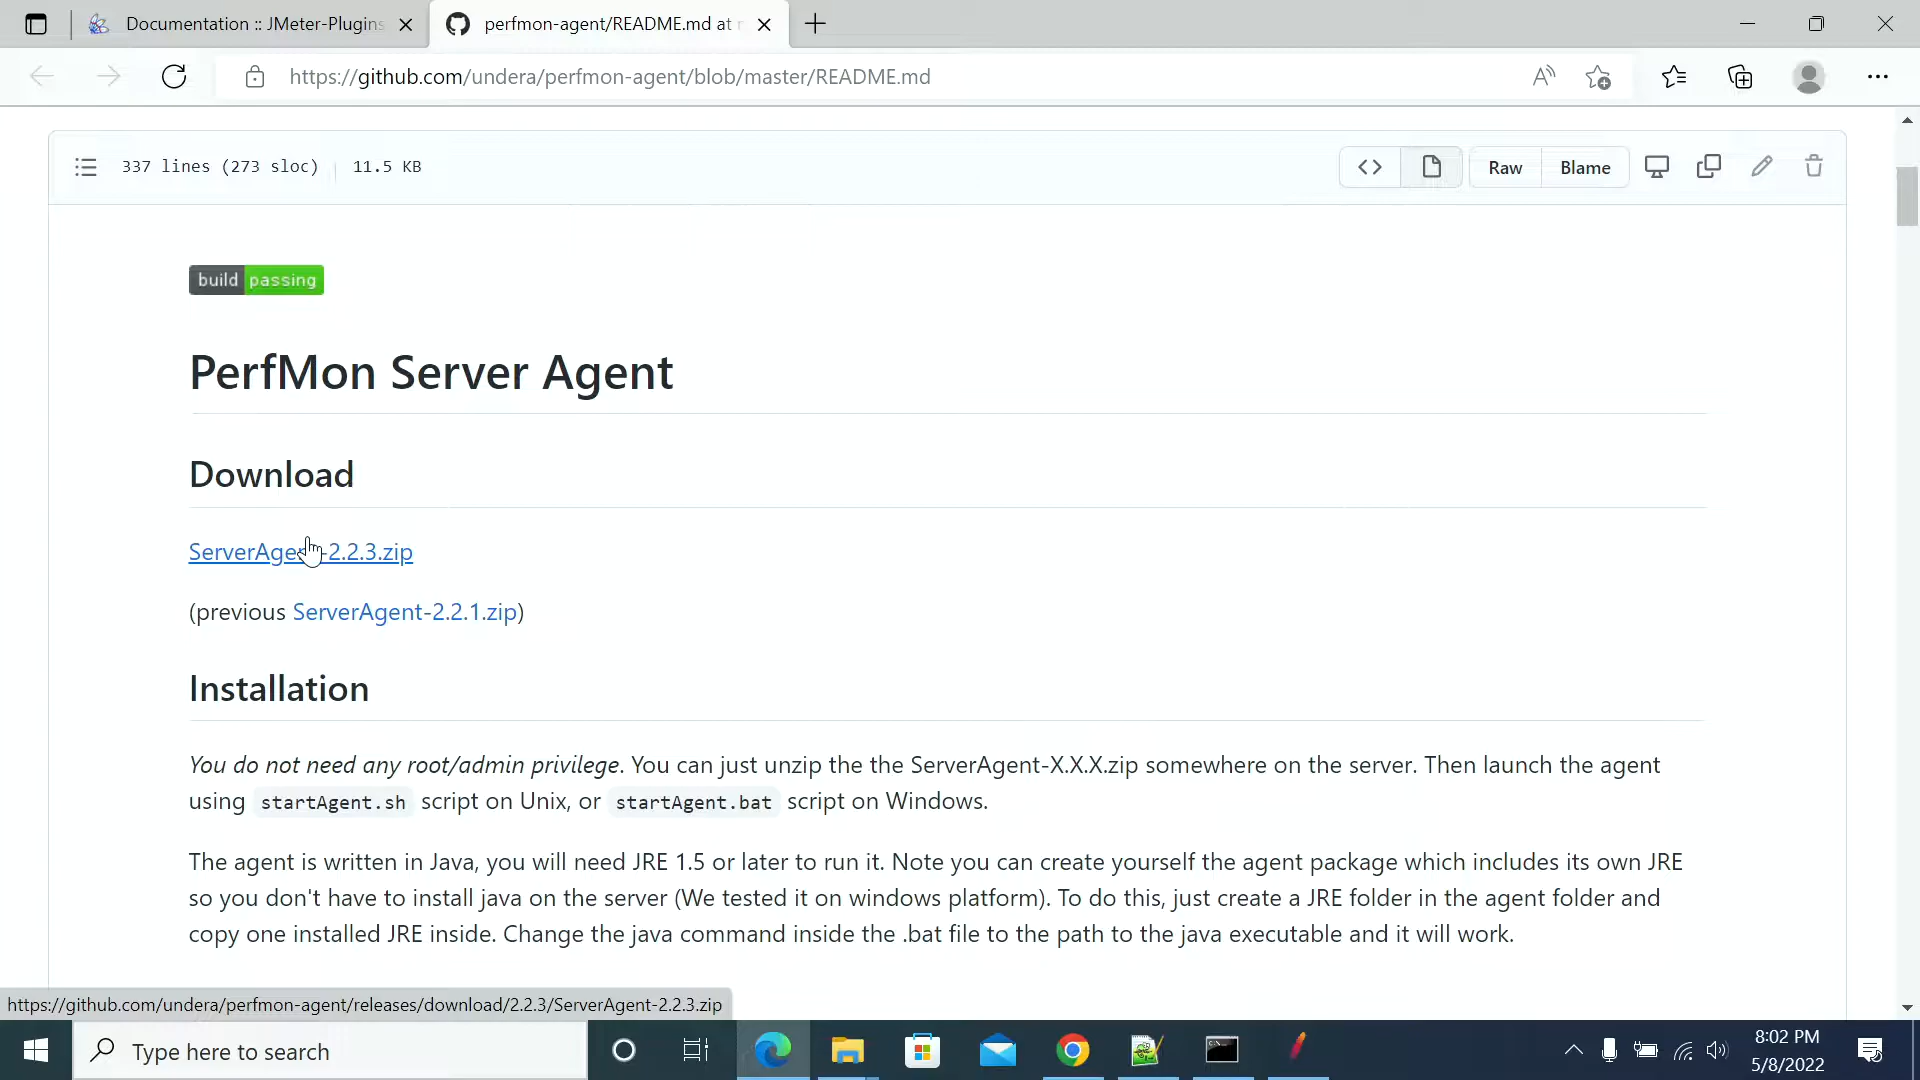 Documentation :: JMeter-Plugins
perfmon-agent/README.md at
https://github.com/undera/perfmon-agent/blob/master/README.md
337 lines (273 sloc) 11.5 KB
Raw Blame
build passing
PerfMon Server Agent
Download
ServerAgent-2.2.3.zip
(previous ServerAgent-2.2.1.zip)
Installation
You do not need any root/admin privilege. You can just unzip the the ServerAgent-X.X.X.zip somewhere on the server. Then launch the agent
using startAgent.sh script on Unix, or startAgent.bat script on Windows.
The agent is written in Java, you will need JRE 1.5 or later to run it. Note you can create yourself the agent package which includes its own JRE
so you don't have to install java on the server (We tested it on windows platform). To do this, just create a JRE folder in the agent folder and
copy one installed JRE inside. Change the java command inside the .bat file to the path to the java executable and it will work.
https://github.com/undera/perfmon-agent/releases/download/2.2.3/ServerAgent-2.2.3.zip
Type here to search
8:02 PM
5/8/2022